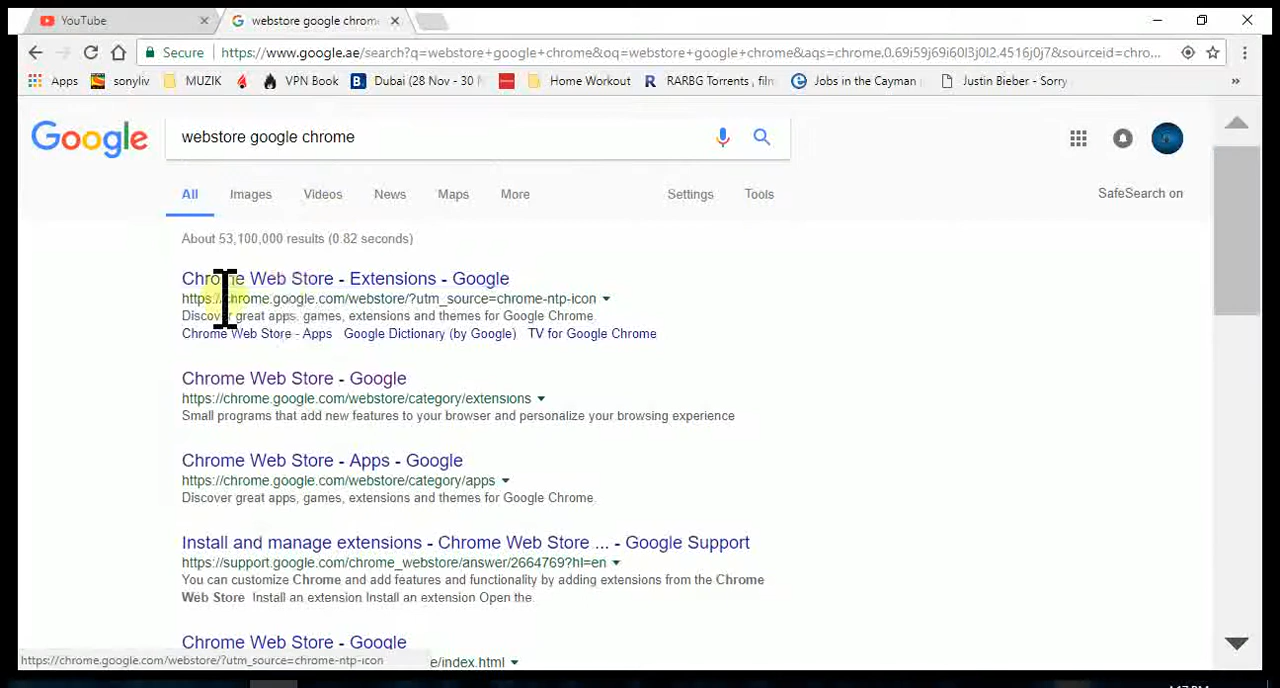 YouTube
webstore google chrome
Secure https://www.google.ae/search?q=webstore+google+chrome&oq=webstore+google+chrome&aqs=chrome.0.69i59j69i60l3j0l2.4516j0j7&sourceid=chro...
Apps sonyliv MUZIK VPN Book Dubai (28 Nov - 30 Home Workout RARBG Torrents , film Jobs in the Cayman Justin Bieber - Sorry »
Google webstore google chrome
All Images Videos News Maps More Settings Tools SafeSearch on
About 53,100,000 results (0.82 seconds)
Chrome Web Store - Extensions - Google
https://chrome.google.com/webstore/?utm_source=chrome-ntp-icon
Discover great apps, games, extensions and themes for Google Chrome.
Chrome Web Store - Apps Google Dictionary (by Google) TV for Google Chrome
Chrome Web Store - Google
https://chrome.google.com/webstore/category/extensions
Small programs that add new features to your browser and personalize your browsing experience
Chrome Web Store - Apps - Google
https://chrome.google.com/webstore/category/apps
Discover great apps, games, extensions and themes for Google Chrome.
Install and manage extensions - Chrome Web Store ... - Google Support
https://support.google.com/chrome_webstore/answer/2664769?hl=en
You can customize Chrome and add features and functionality by adding extensions from the Chrome
Web Store Install an extension Install an extension Open the.
Chrome Web Store - Google
https://chrome.google.com/webstore/?utm_source=chrome-ntp-icon e/index.html